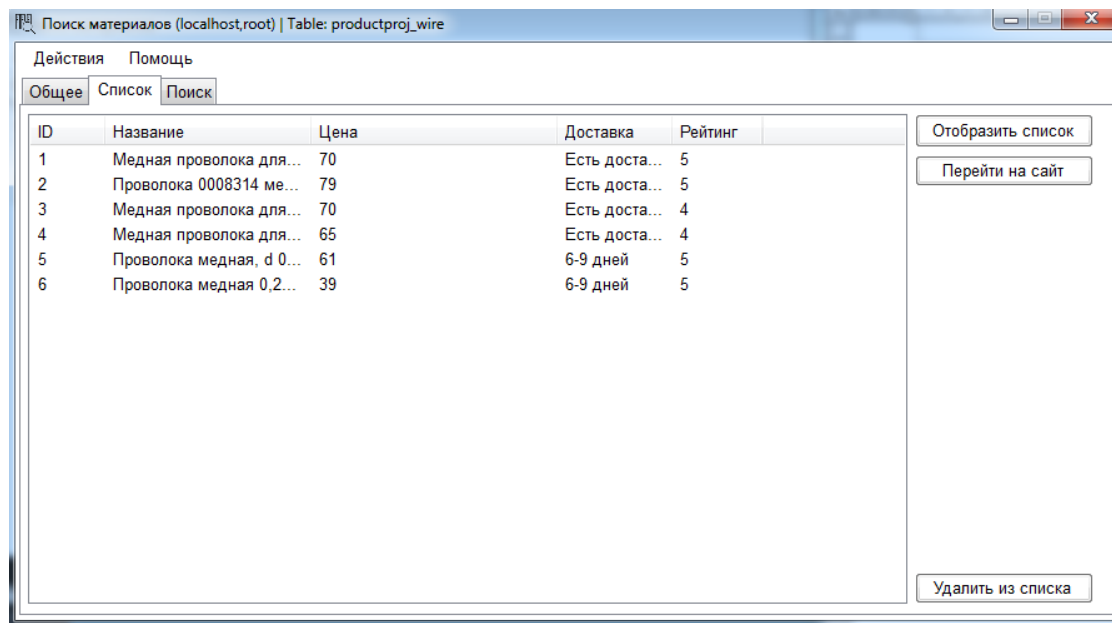 Поиск материалов (localhost,root) | Table: productproj_wire
Действия Помощь
Общее Список Поиск
ID Название Цена Доставка Рейтинг
1 Медная проволока для... 70 Есть доста... 5
2 Проволока 0008314 ме... 79 Есть доста... 5
3 Медная проволока для... 70 Есть доста... 4
4 Медная проволока для... 65 Есть доста... 4
5 Проволока медная, d 0... 61 6-9 дней 5
6 Проволока медная 0,2... 39 6-9 дней 5
Отобразить список
Перейти на сайт
Удалить из списка